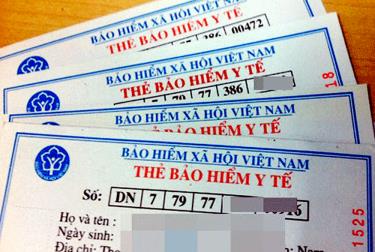 386 00472
BẢO HIỂM XÃ HỘI VIỆT NAM
THẺ BẢO HIỂM Y TẾ
BẢO HIỂM XÃ HỘI VIỆT NAM
THẺ BẢO HIỂM Y TẾ
7 79 77 386
18
BẢO HIỂM XÃ HỘI VIỆT NAM
THẺ BẢO HIỂM Y TẾ
BẢO HIỂM XÃ HỘI VIỆT NAM
THẺ BẢO HIỂM Y TẾ
Số: DN 7 79 77
Họ và tên :
Ngày sinh:
Địa chỉ:
1525